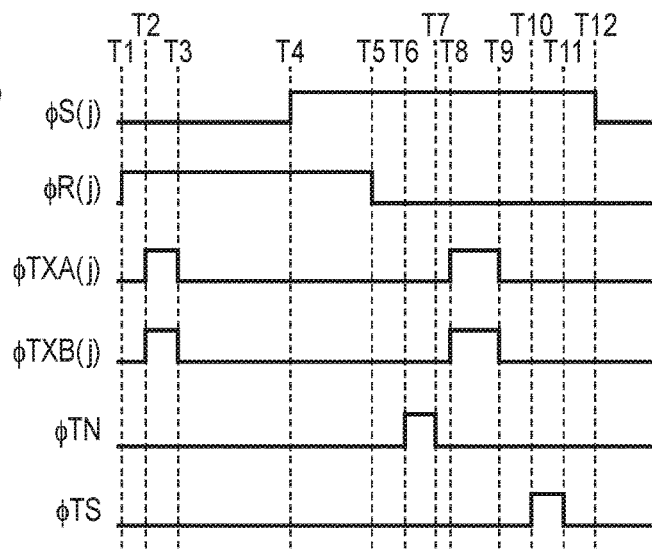 T2 T7 T10 T12
T1 T3 T4 T5 T6 T8 T9 T11
ϕS(j)
ϕR(j)
ϕTXA(j)
ϕTXB(j)
ϕTN
ϕTS